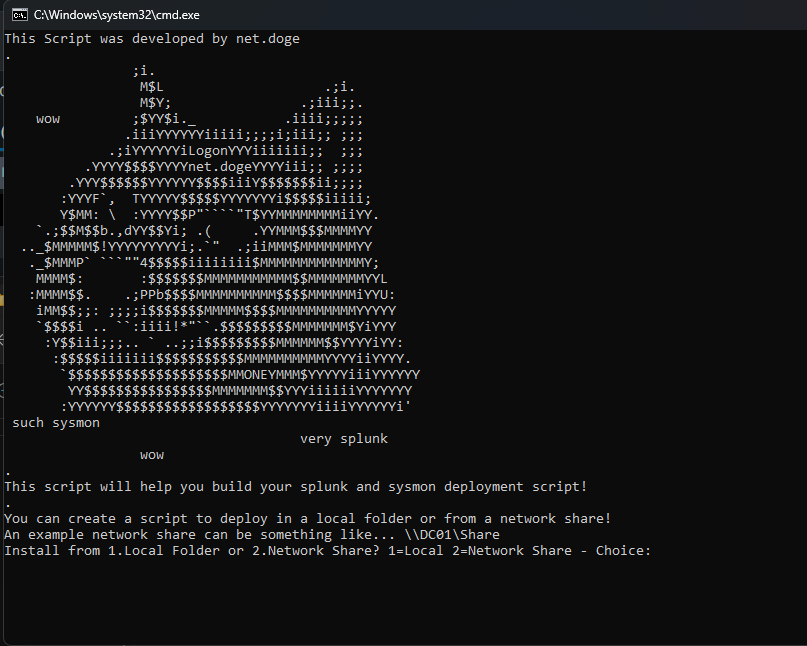 C:\Windows\system32\cmd.exe
This Script was developed by net.doge
.
                ;i.
                 M$L                    .;i.
                 M$Y;                .;iii;;.
    wow         ;$YY$i._           .iiii;;;;;
               .iiiYYYYYYiiiii;;;;i;iii;; ;;;
             .;iYYYYYYiLogonYYYiiiiiii;;  ;;;
          .YYYY$$$$YYYYnet.dogeYYYYiii;; ;;;;
        .YYY$$$$$$YYYYYY$$$$iiiY$$$$$$$ii;;;;
       :YYYF`,  TYYYYY$$$$$YYYYYYYi$$$$$iiiii;
       Y$MM: \  :YYYY$$P"````"T$YYMMMMMMMMiiYY.
    `.;$$M$$b.,dYY$$Yi; .(     .YYMMM$$$MMMMYY
  .._$MMMMM$!YYYYYYYYYi;.`"  .;iiMMM$MMMMMMMYY
   ._$MMMP` ```""4$$$$$iiiiiiii$MMMMMMMMMMMMMY;
    MMMM$:       :$$$$$$$MMMMMMMMMMM$$MMMMMMMYYL
   :MMMM$$.    .;PPb$$$$MMMMMMMMMM$$$$MMMMMMiYYU:
    iMM$$;;: ;;;;i$$$$$$$MMMMM$$$$MMMMMMMMMMYYYYY
    `$$$$i .. ``:iiii!*"``.$$$$$$$$$MMMMMMM$YiYYY
     :Y$$iii;;;.. ` ..;;i$$$$$$$$$MMMMMM$$YYYYiYY:
      :$$$$$iiiiiii$$$$$$$$$$$MMMMMMMMMMYYYYiiYYYY.
       `$$$$$$$$$$$$$$$$$$$$MMONEYMMM$YYYYYiiiYYYYYY
        YY$$$$$$$$$$$$$$$$MMMMMMM$$YYYiiiiiiYYYYYYY
       :YYYYYY$$$$$$$$$$$$$$$$$$YYYYYYYiiiiYYYYYYi'
 such sysmon
                                     very splunk
                 wow
.
This script will help you build your splunk and sysmon deployment script!
.
You can create a script to deploy in a local folder or from a network share!
An example network share can be something like... \\DC01\Share
Install from 1.Local Folder or 2.Network Share? 1=Local 2=Network Share - Choice: